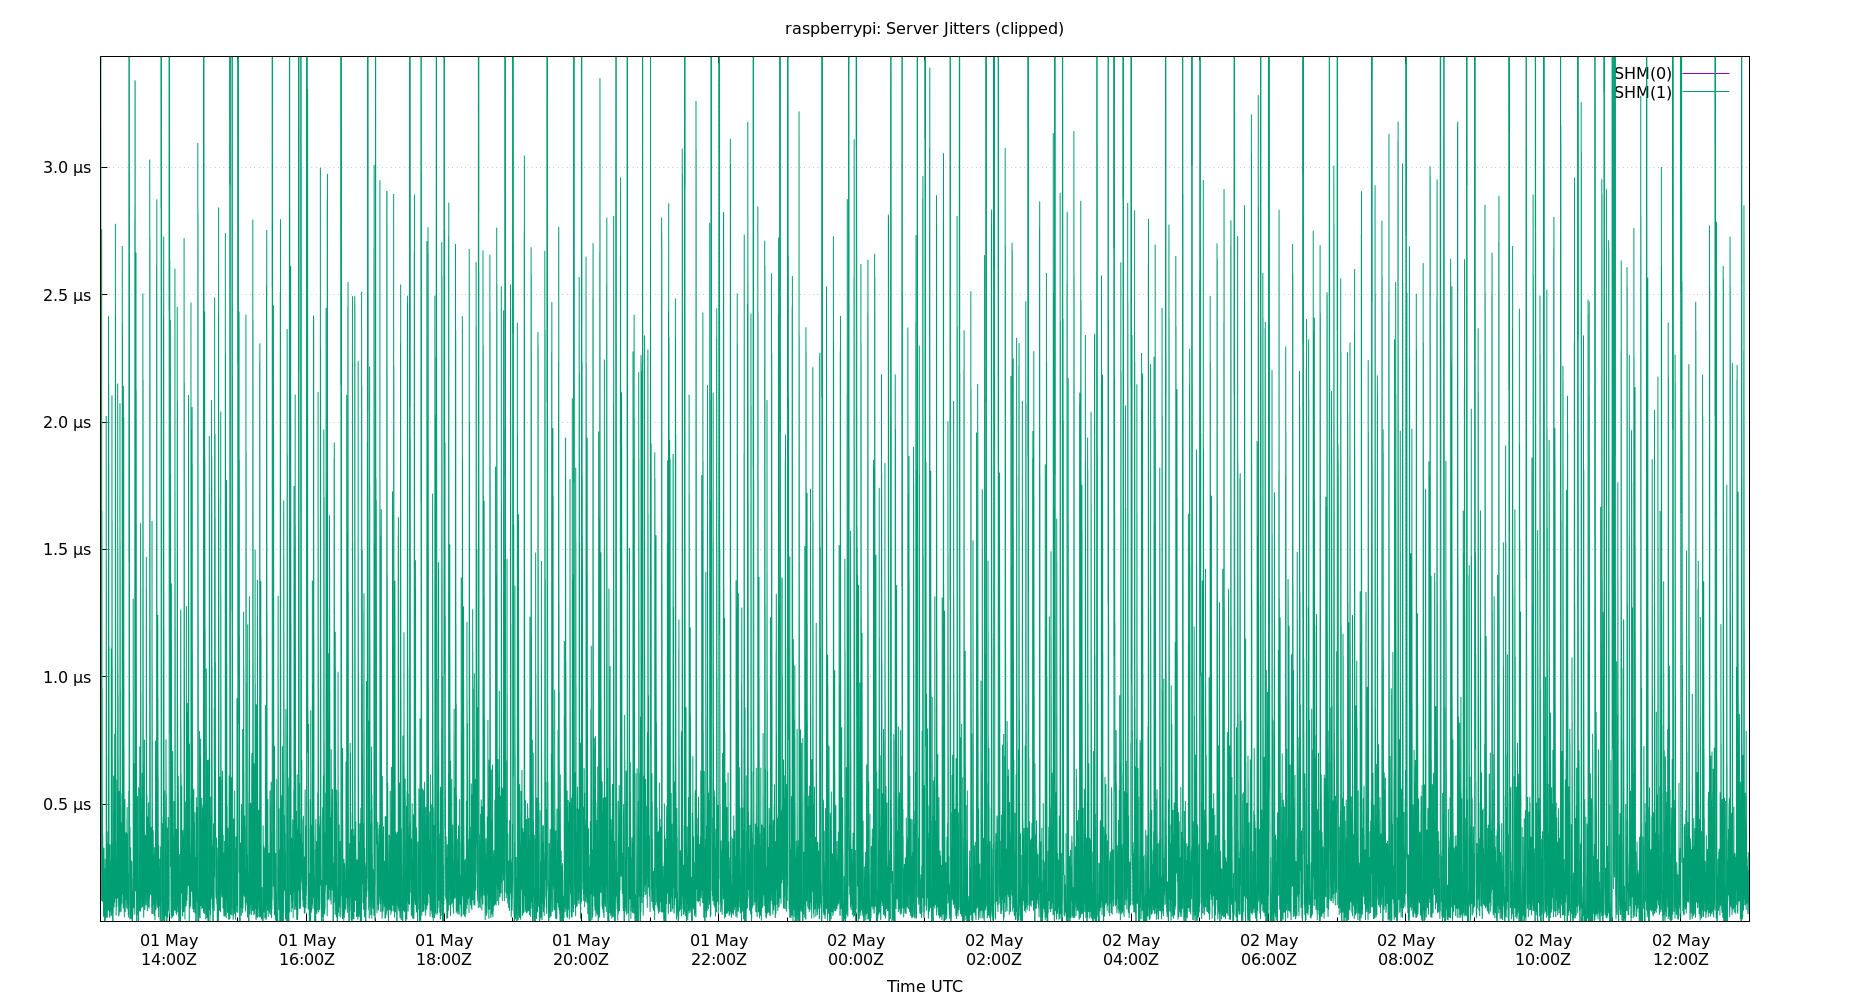 raspberrypi: Server Jitters (clipped)
SHM(0)
SHM(1)
3.0 µs
2.5 µs
2.0 µs
1.5 µs
1.0 µs
0.5 µs
01 May 01 May 01 May 01 May 01 May 02 May 02 May 02 May 02 May 02 May 02 May 02 May
14:00Z 16:00Z 18:00Z 20:00Z 22:00Z 00:00Z 02:00Z 04:00Z 06:00Z 08:00Z 10:00Z 12:00Z
Time UTC